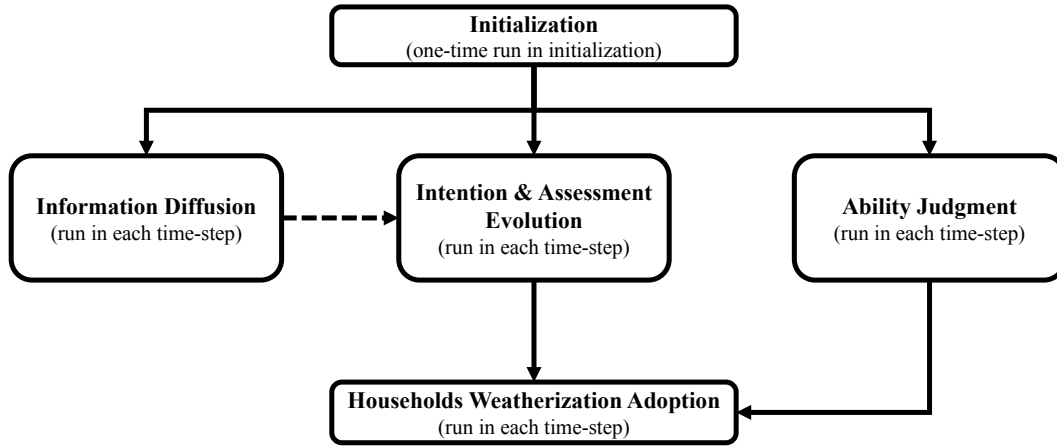 Initialization
(one-time run in initialization)
Information Diffusion
(run in each time-step)
Intention & Assessment
Evolution
(run in each time-step)
Ability Judgment
(run in each time-step)
Households Weatherization Adoption
(run in each time-step)